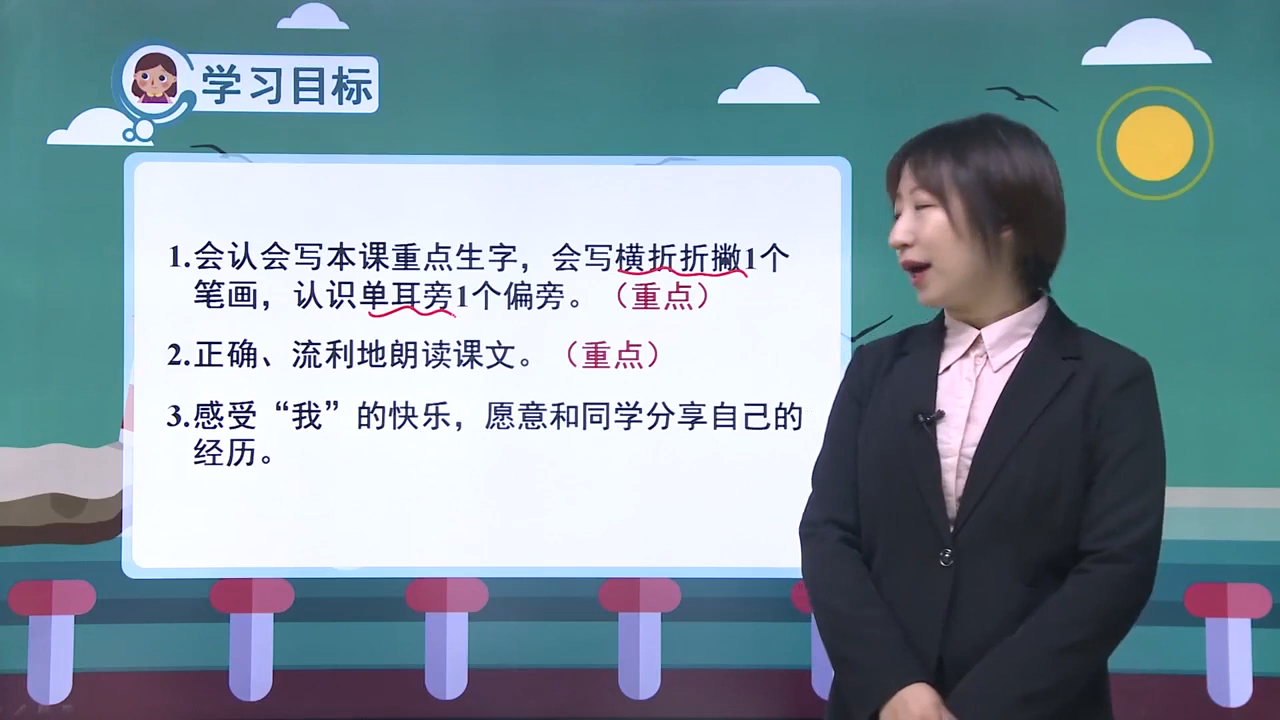 学习目标
1.会认会写本课重点生字，会写横折折撇1个
笔画，认识单耳旁1个偏旁。（重点）
2.正确、流利地朗读课文。（重点）
3.感受“我”的快乐，愿意和同学分享自己的
经历。